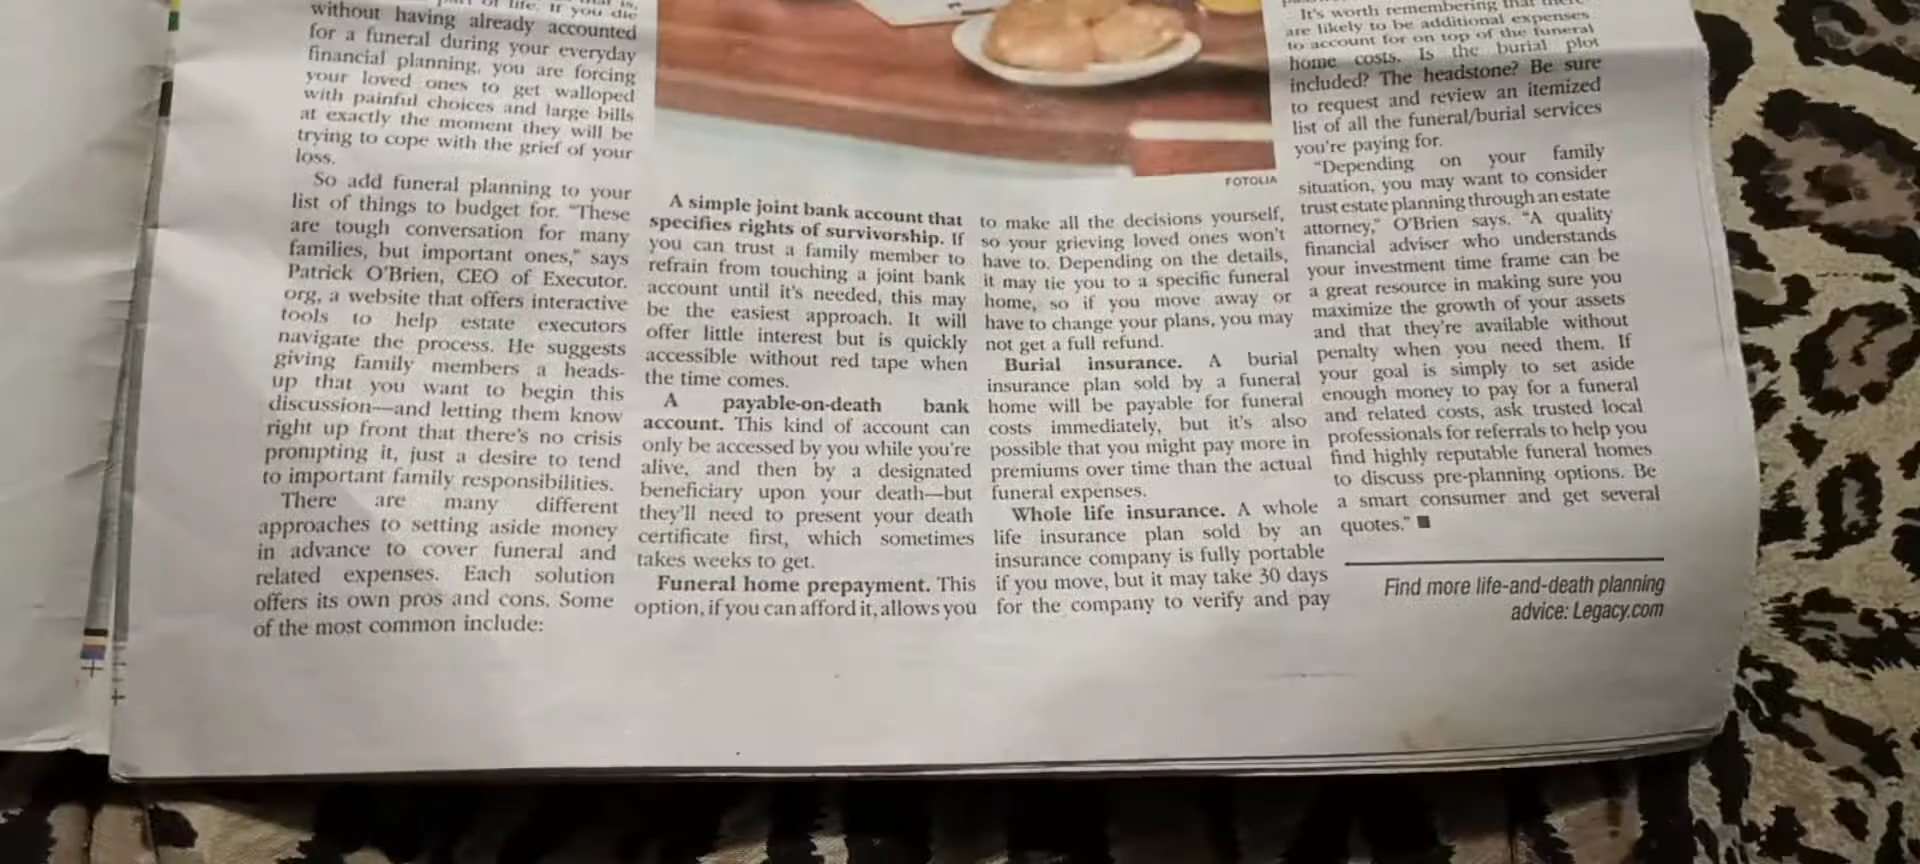 of life. If you die
without having already accounted
for a funeral during your everyday
financial planning, you are forcing
your loved ones to get walloped
with painful choices and large bills
at exactly the moment they will be
trying to cope with the grief of your
loss.
So add funeral planning to your
list of things to budget for. “These
are tough conversation for many
families, but important ones,” says
Patrick O’Brien, CEO of Executor.
org, a website that offers interactive
tools to help estate executors
navigate the process. He suggests
giving family members a heads-
up that you want to begin this
discussion—and letting them know
right up front that there’s no crisis
prompting it, just a desire to tend
to important family responsibilities.
There are many different
approaches to setting aside money
in advance to cover funeral and
related expenses. Each solution
offers its own pros and cons. Some
of the most common include:
FOTOLIA
A simple joint bank account that
specifies rights of survivorship. If
you can trust a family member to
refrain from touching a joint bank
account until it’s needed, this may
be the easiest approach. It will
offer little interest but is quickly
accessible without red tape when
the time comes.
A payable-on-death bank
account. This kind of account can
only be accessed by you while you’re
alive, and then by a designated
beneficiary upon your death—but
they’ll need to present your death
certificate first, which sometimes
takes weeks to get.
Funeral home prepayment. This
option, if you can afford it, allows you
to make all the decisions yourself,
so your grieving loved ones won’t
have to. Depending on the details,
it may tie you to a specific funeral
home, so if you move away or
have to change your plans, you may
not get a full refund.
Burial insurance. A burial
insurance plan sold by a funeral
home will be payable for funeral
costs immediately, but it’s also
possible that you might pay more in
premiums over time than the actual
funeral expenses.
Whole life insurance. A whole
life insurance plan sold by an
insurance company is fully portable
if you move, but it may take 30 days
for the company to verify and pay
It’s worth remembering that there
are likely to be additional expenses
to account for on top of the funeral
home costs. Is the burial plot
included? The headstone? Be sure
to request and review an itemized
list of all the funeral/burial services
you’re paying for.
“Depending on your family
situation, you may want to consider
trust estate planning through an estate
attorney,” O’Brien says. “A quality
financial adviser who understands
your investment time frame can be
a great resource in making sure you
maximize the growth of your assets
and that they’re available without
penalty when you need them. If
your goal is simply to set aside
enough money to pay for a funeral
and related costs, ask trusted local
professionals for referrals to help you
find highly reputable funeral homes
to discuss pre-planning options. Be
a smart consumer and get several
quotes.”
Find more life-and-death planning
advice: Legacy.com